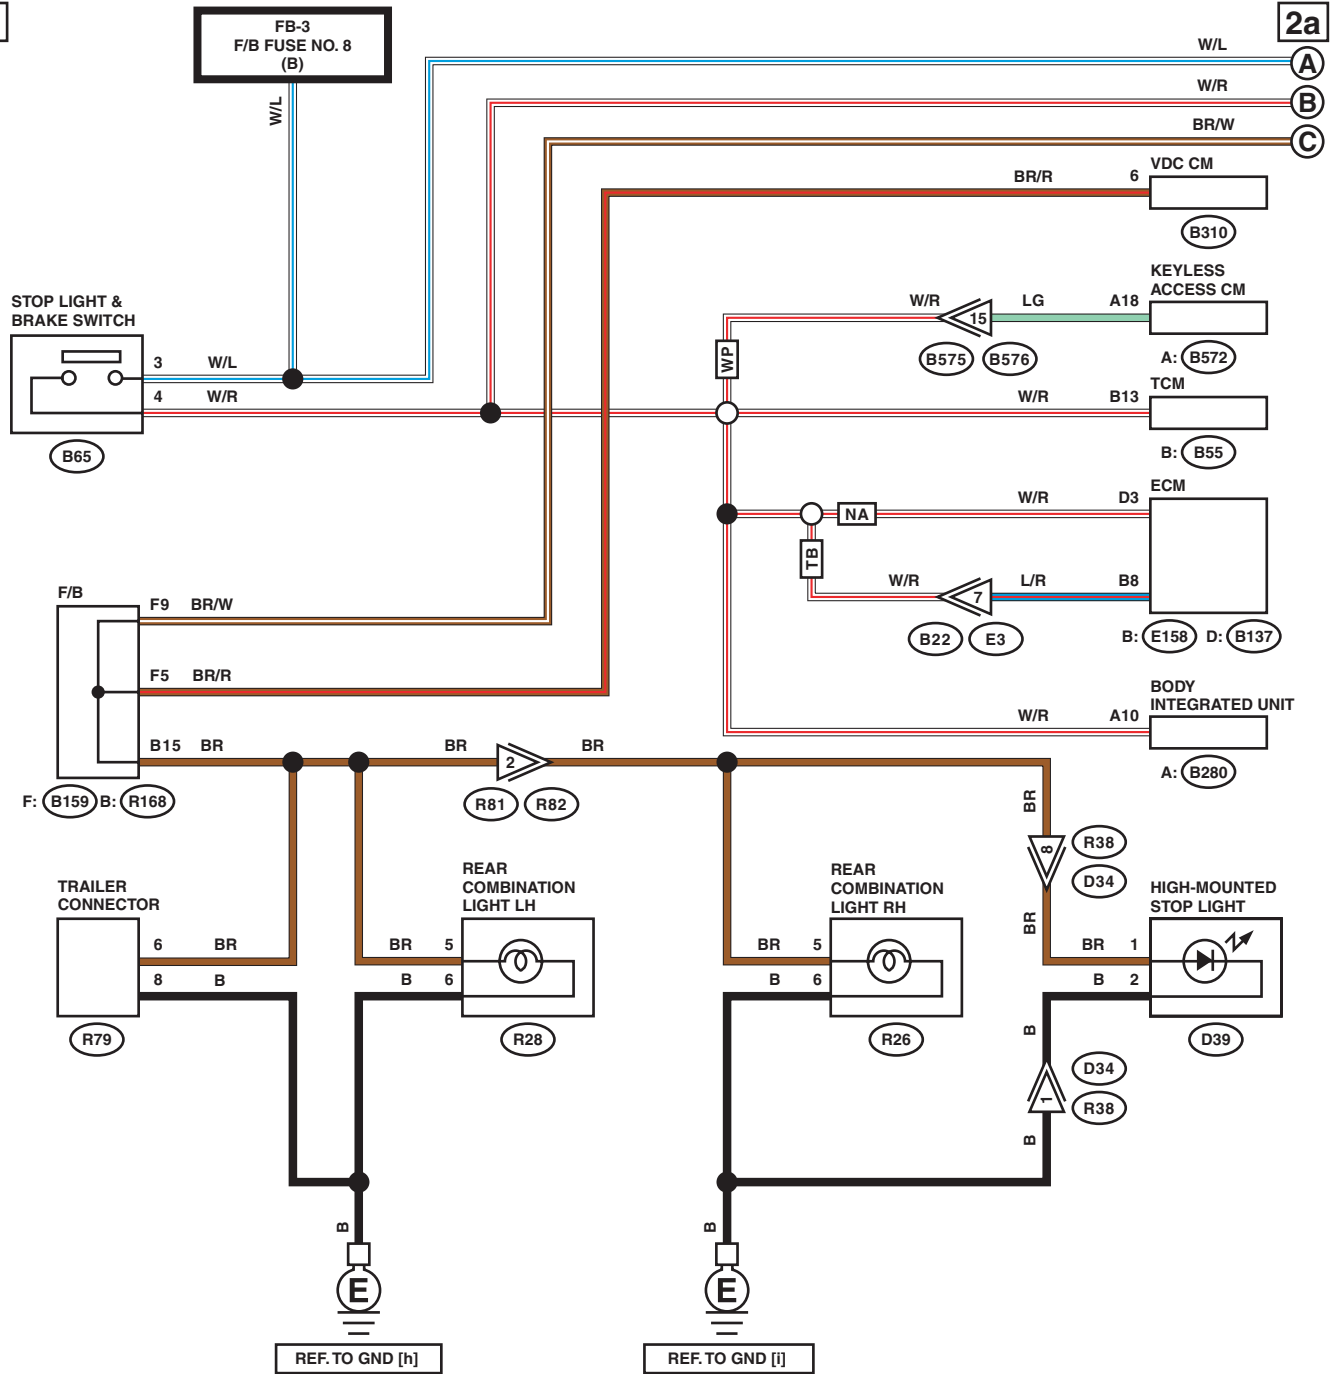 FB-3
F/B FUSE NO. 8
(B)
2a
W/L
A
W/R
B
BR/W
C
W/L
VDC CM
BR/R
6
B310
KEYLESS
ACCESS CM
W/R
15
LG
A18
B575
B576
A:
B572
WP
STOP LIGHT &
BRAKE SWITCH
3
W/L
4
W/R
B65
TCM
W/R
B13
B:
B55
ECM
NA
W/R
D3
TB
W/R
7
L/R
B8
B22
E3
B:
E158
D:
B137
F/B
F9
BR/W
F5
BR/R
B15
BR
BR
2
BR
F:
B159
B:
R168
R81
R82
BODY
INTEGRATED UNIT
W/R
A10
A:
B280
BR
8
R38
D34
BR
TRAILER
CONNECTOR
6
BR
8
B
R79
REAR
COMBINATION
LIGHT LH
BR
5
B
6
R28
REAR
COMBINATION
LIGHT RH
BR
5
B
6
R26
HIGH-MOUNTED
STOP LIGHT
BR
1
B
2
D39
B
1
D34
R38
B
B
E
REF. TO GND [h]
B
E
REF. TO GND [i]